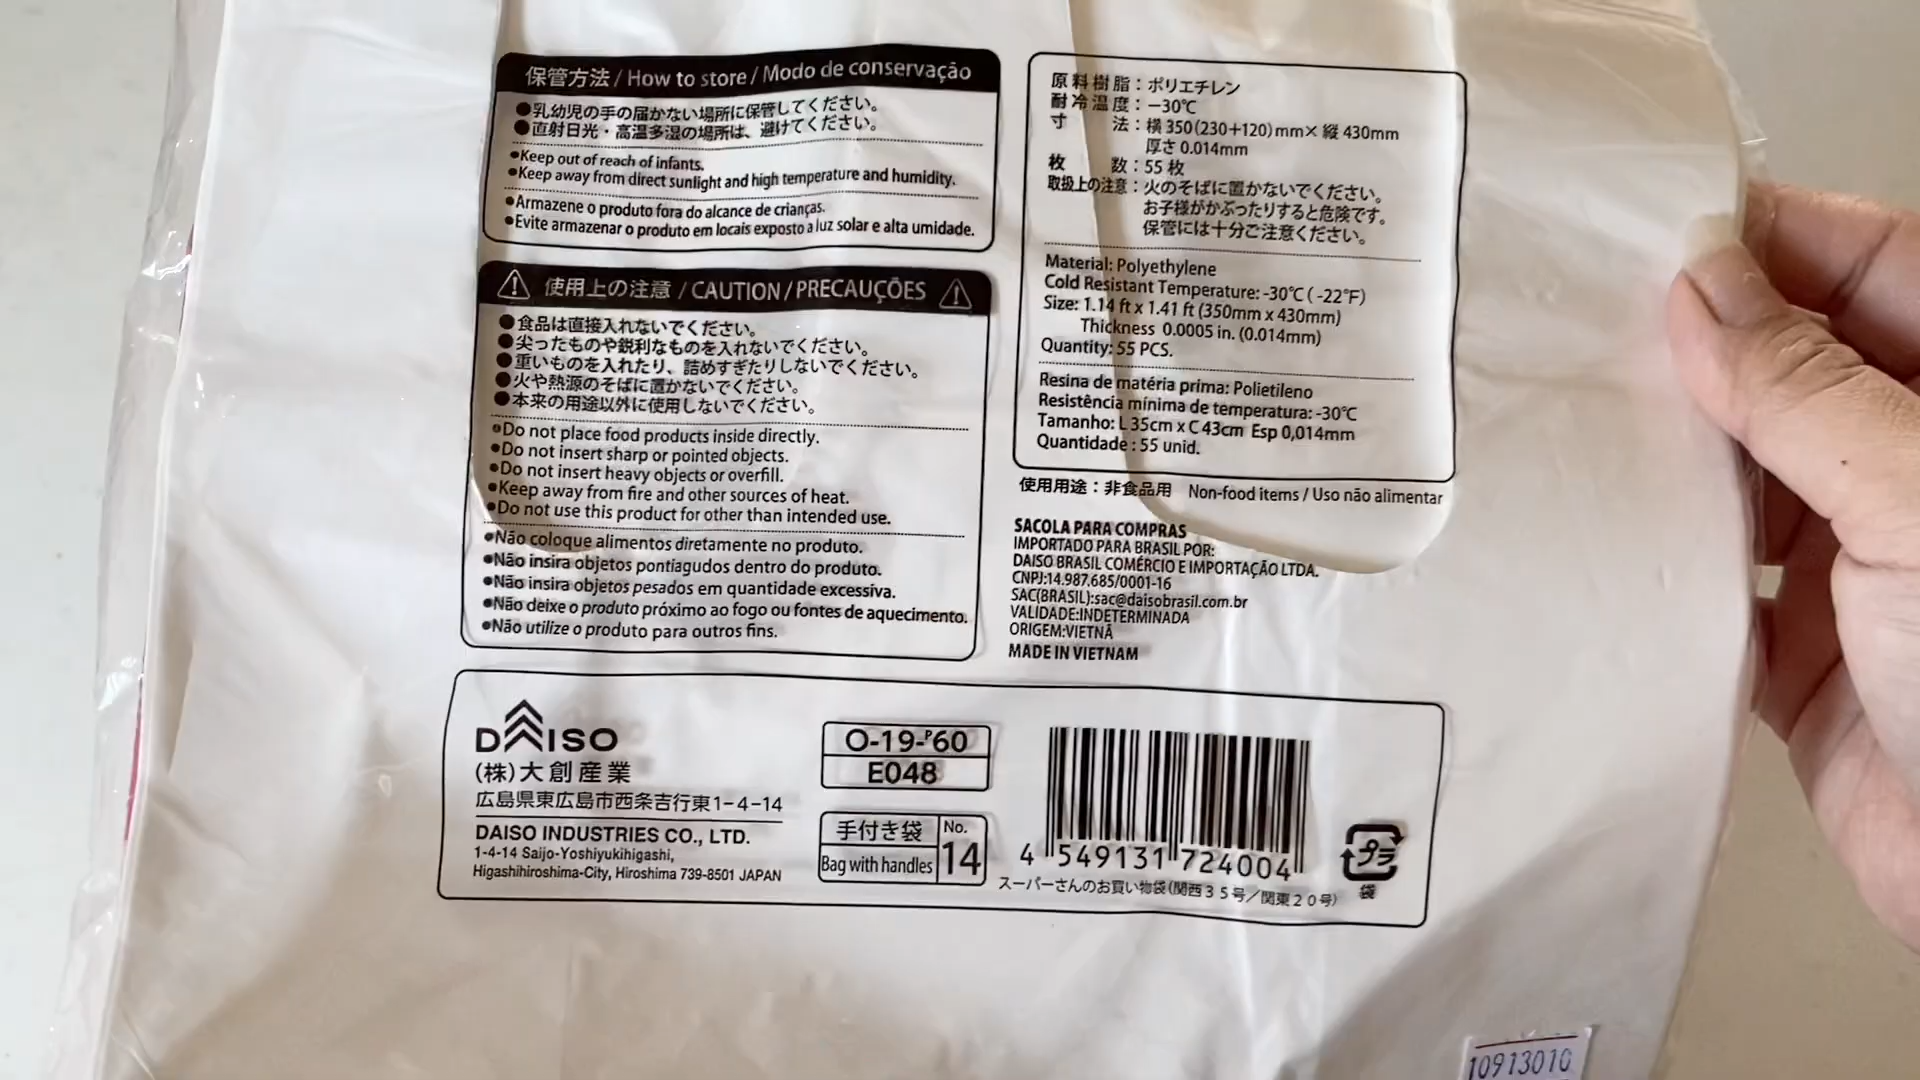 保管方法 / How to store / Modo de conservação
●乳幼児の手の届かない場所に保管してください。
●直射日光・高温多湿の場所は、避けてください。
●Keep out of reach of infants.
●Keep away from direct sunlight and high temperature and humidity.
●Armazene o produto fora do alcance de crianças.
●Evite armazenar o produto em locais exposto a luz solar e alta umidade.
使用上の注意 / CAUTION / PRECAUÇÕES
●食品は直接入れないでください。
●尖ったものや鋭利なものを入れないでください。
●重いものを入れたり、詰めすぎたりしないでください。
●火や熱源のそばに置かないでください。
●本来の用途以外に使用しないでください。
●Do not place food products inside directly.
●Do not insert sharp or pointed objects.
●Do not insert heavy objects or overfill.
●Keep away from fire and other sources of heat.
●Do not use this product for other than intended use.
●Não coloque alimentos diretamente no produto.
●Não insira objetos pontiagudos dentro do produto.
●Não insira objetos pesados em quantidade excessiva.
●Não deixe o produto próximo ao fogo ou fontes de aquecimento.
●Não utilize o produto para outros fins.
原料樹脂：ポリエチレン
耐冷温度：－30℃
寸法：横 350(230+120)mm× 縦 430mm
厚さ 0.014mm
枚数：55 枚
取扱上の注意：火のそばに置かないでください。
お子様がかぶったりすると危険です。
保管には十分ご注意ください。
Material: Polyethylene
Cold Resistant Temperature: -30℃ ( -22℉)
Size: 1.14 ft x 1.41 ft (350mm x 430mm)
Thickness 0.0005 in. (0.014mm)
Quantity: 55 PCS.
Resina de matéria prima: Polietileno
Resistência mínima de temperatura: -30℃
Tamanho: L 35cm x C 43cm Esp 0,014mm
Quantidade : 55 unid.
使用用途：非食品用 Non-food items / Uso não alimentar
SACOLA PARA COMPRAS
IMPORTADO PARA BRASIL POR:
DAISO BRASIL COMÉRCIO E IMPORTAÇÃO LTDA.
CNPJ:14.987.685/0001-16
SAC(BRASIL):sac@daisobrasil.com.br
VALIDADE:INDETERMINADA
ORIGEM:VIETNÃ
MADE IN VIETNAM
DAISO
(株)大創産業
広島県東広島市西条吉行東1-4-14
DAISO INDUSTRIES CO., LTD.
1-4-14 Saijo-Yoshiyukihigashi,
Higashihiroshima-City, Hiroshima 739-8501 JAPAN
O-19-P60
E048
手付き袋
Bag with handles
No.
14
4 549131 724004
スーパーさんのお買い物袋(関西35号／関東20号)
プラ
袋
10913010